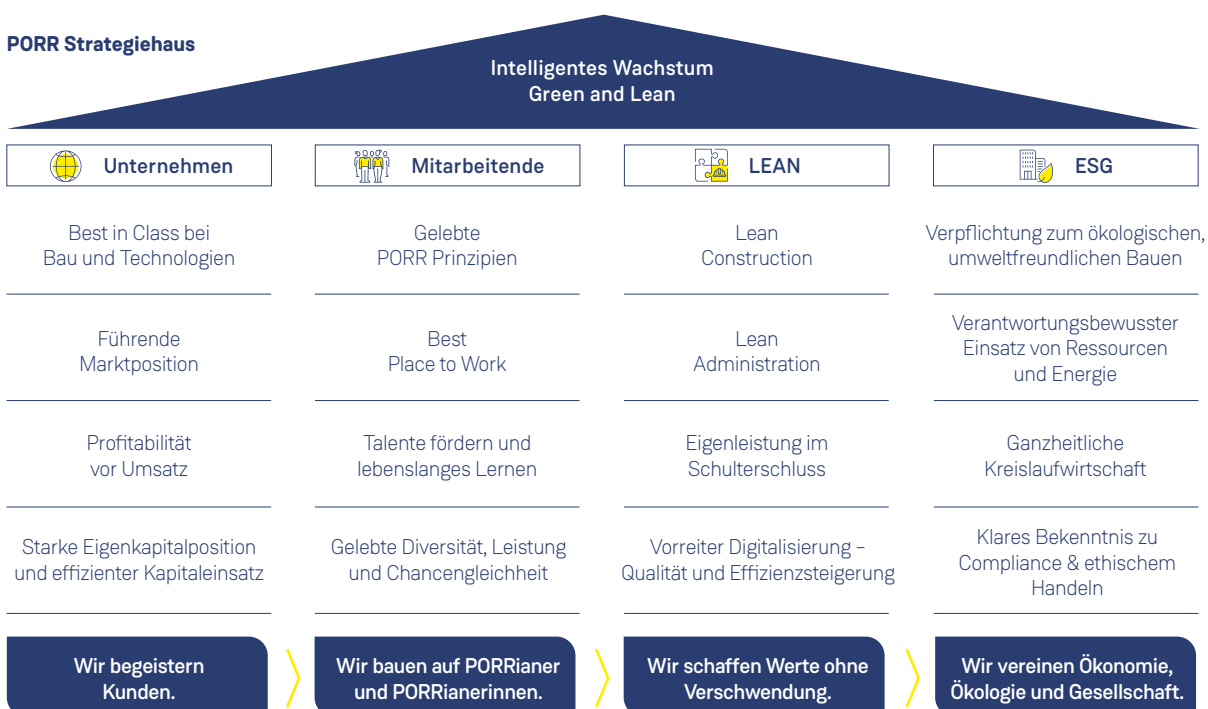 PORR Strategiehaus
Intelligentes Wachstum
Green and Lean
Unternehmen
Mitarbeitende
LEAN
ESG
Best in Class bei
Bau und Technologien
Gelebte
PORR Prinzipien
Lean
Construction
Verpflichtung zum ökologischen,
umweltfreundlichen Bauen
Führende
Marktposition
Best
Place to Work
Lean
Administration
Verantwortungsbewusster
Einsatz von Ressourcen
und Energie
Profitabilität
vor Umsatz
Talente fördern und
lebenslanges Lernen
Eigenleistung im
Schulterschluss
Ganzheitliche
Kreislaufwirtschaft
Starke Eigenkapitalposition
und effizienter Kapitaleinsatz
Gelebte Diversität, Leistung
und Chancengleichheit
Vorreiter Digitalisierung –
Qualität und Effizienzsteigerung
Klares Bekenntnis zu
Compliance & ethischem
Handeln
Wir begeistern
Kunden.
Wir bauen auf PORRianer
und PORRianerinnen.
Wir schaffen Werte ohne
Verschwendung.
Wir vereinen Ökonomie,
Ökologie und Gesellschaft.